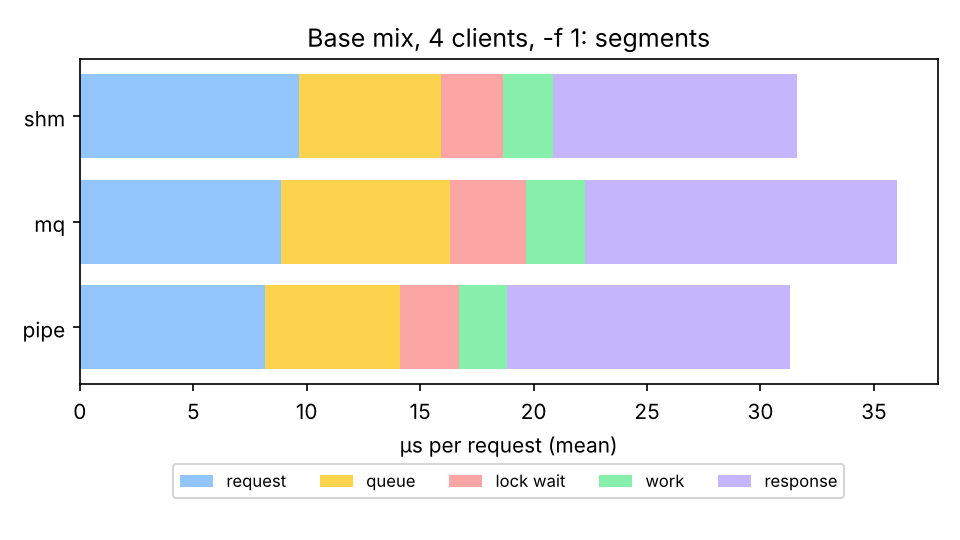 Base mix, 4 clients, -f 1: segments
shm
mq
pipe
0 5 10 15 20 25 30 35
µs per request (mean)
request queue lock wait work response